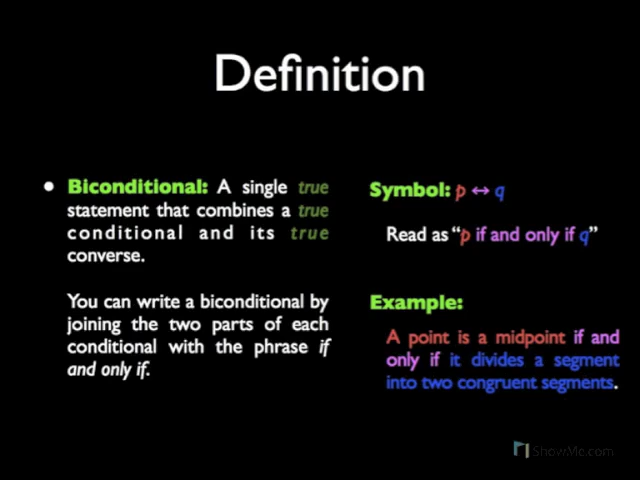 Definition
• Biconditional: A single true
statement that combines a true
conditional and its true
converse.
You can write a biconditional by
joining the two parts of each
conditional with the phrase if
and only if.
Symbol: p ↔ q
Read as “p if and only if q”
Example:
A point is a midpoint if and
only if it divides a segment
into two congruent segments.
ShowMe.com